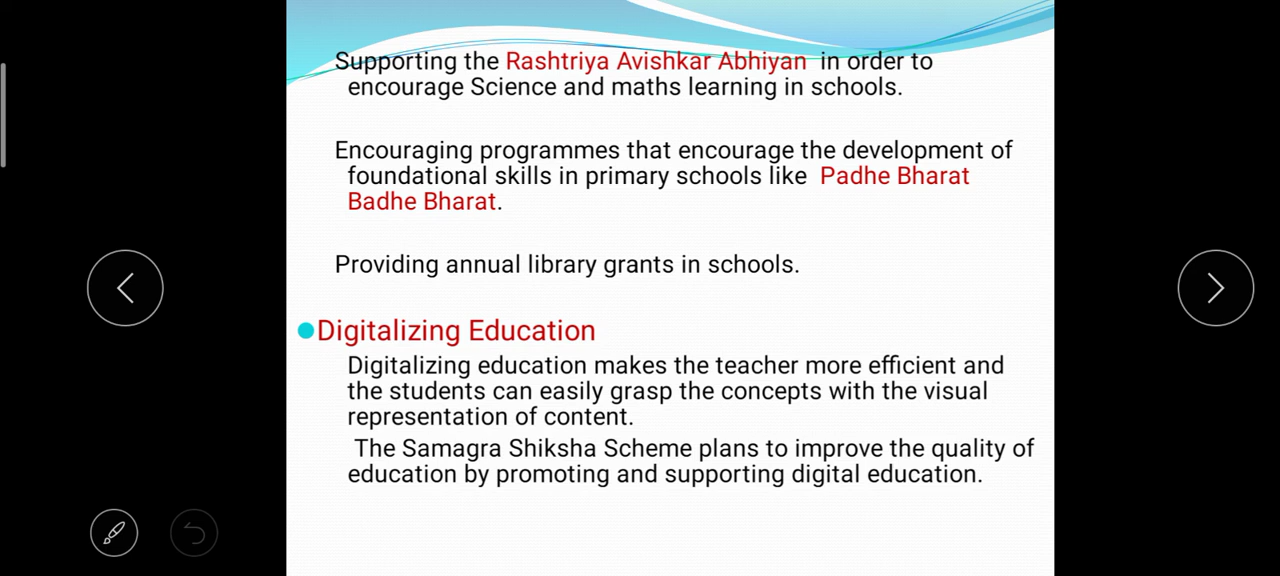 Supporting the Rashtriya Avishkar Abhiyan in order to
encourage Science and maths learning in schools.
Encouraging programmes that encourage the development of
foundational skills in primary schools like Padhe Bharat
Badhe Bharat.
Providing annual library grants in schools.
Digitalizing Education
Digitalizing education makes the teacher more efficient and
the students can easily grasp the concepts with the visual
representation of content.
The Samagra Shiksha Scheme plans to improve the quality of
education by promoting and supporting digital education.